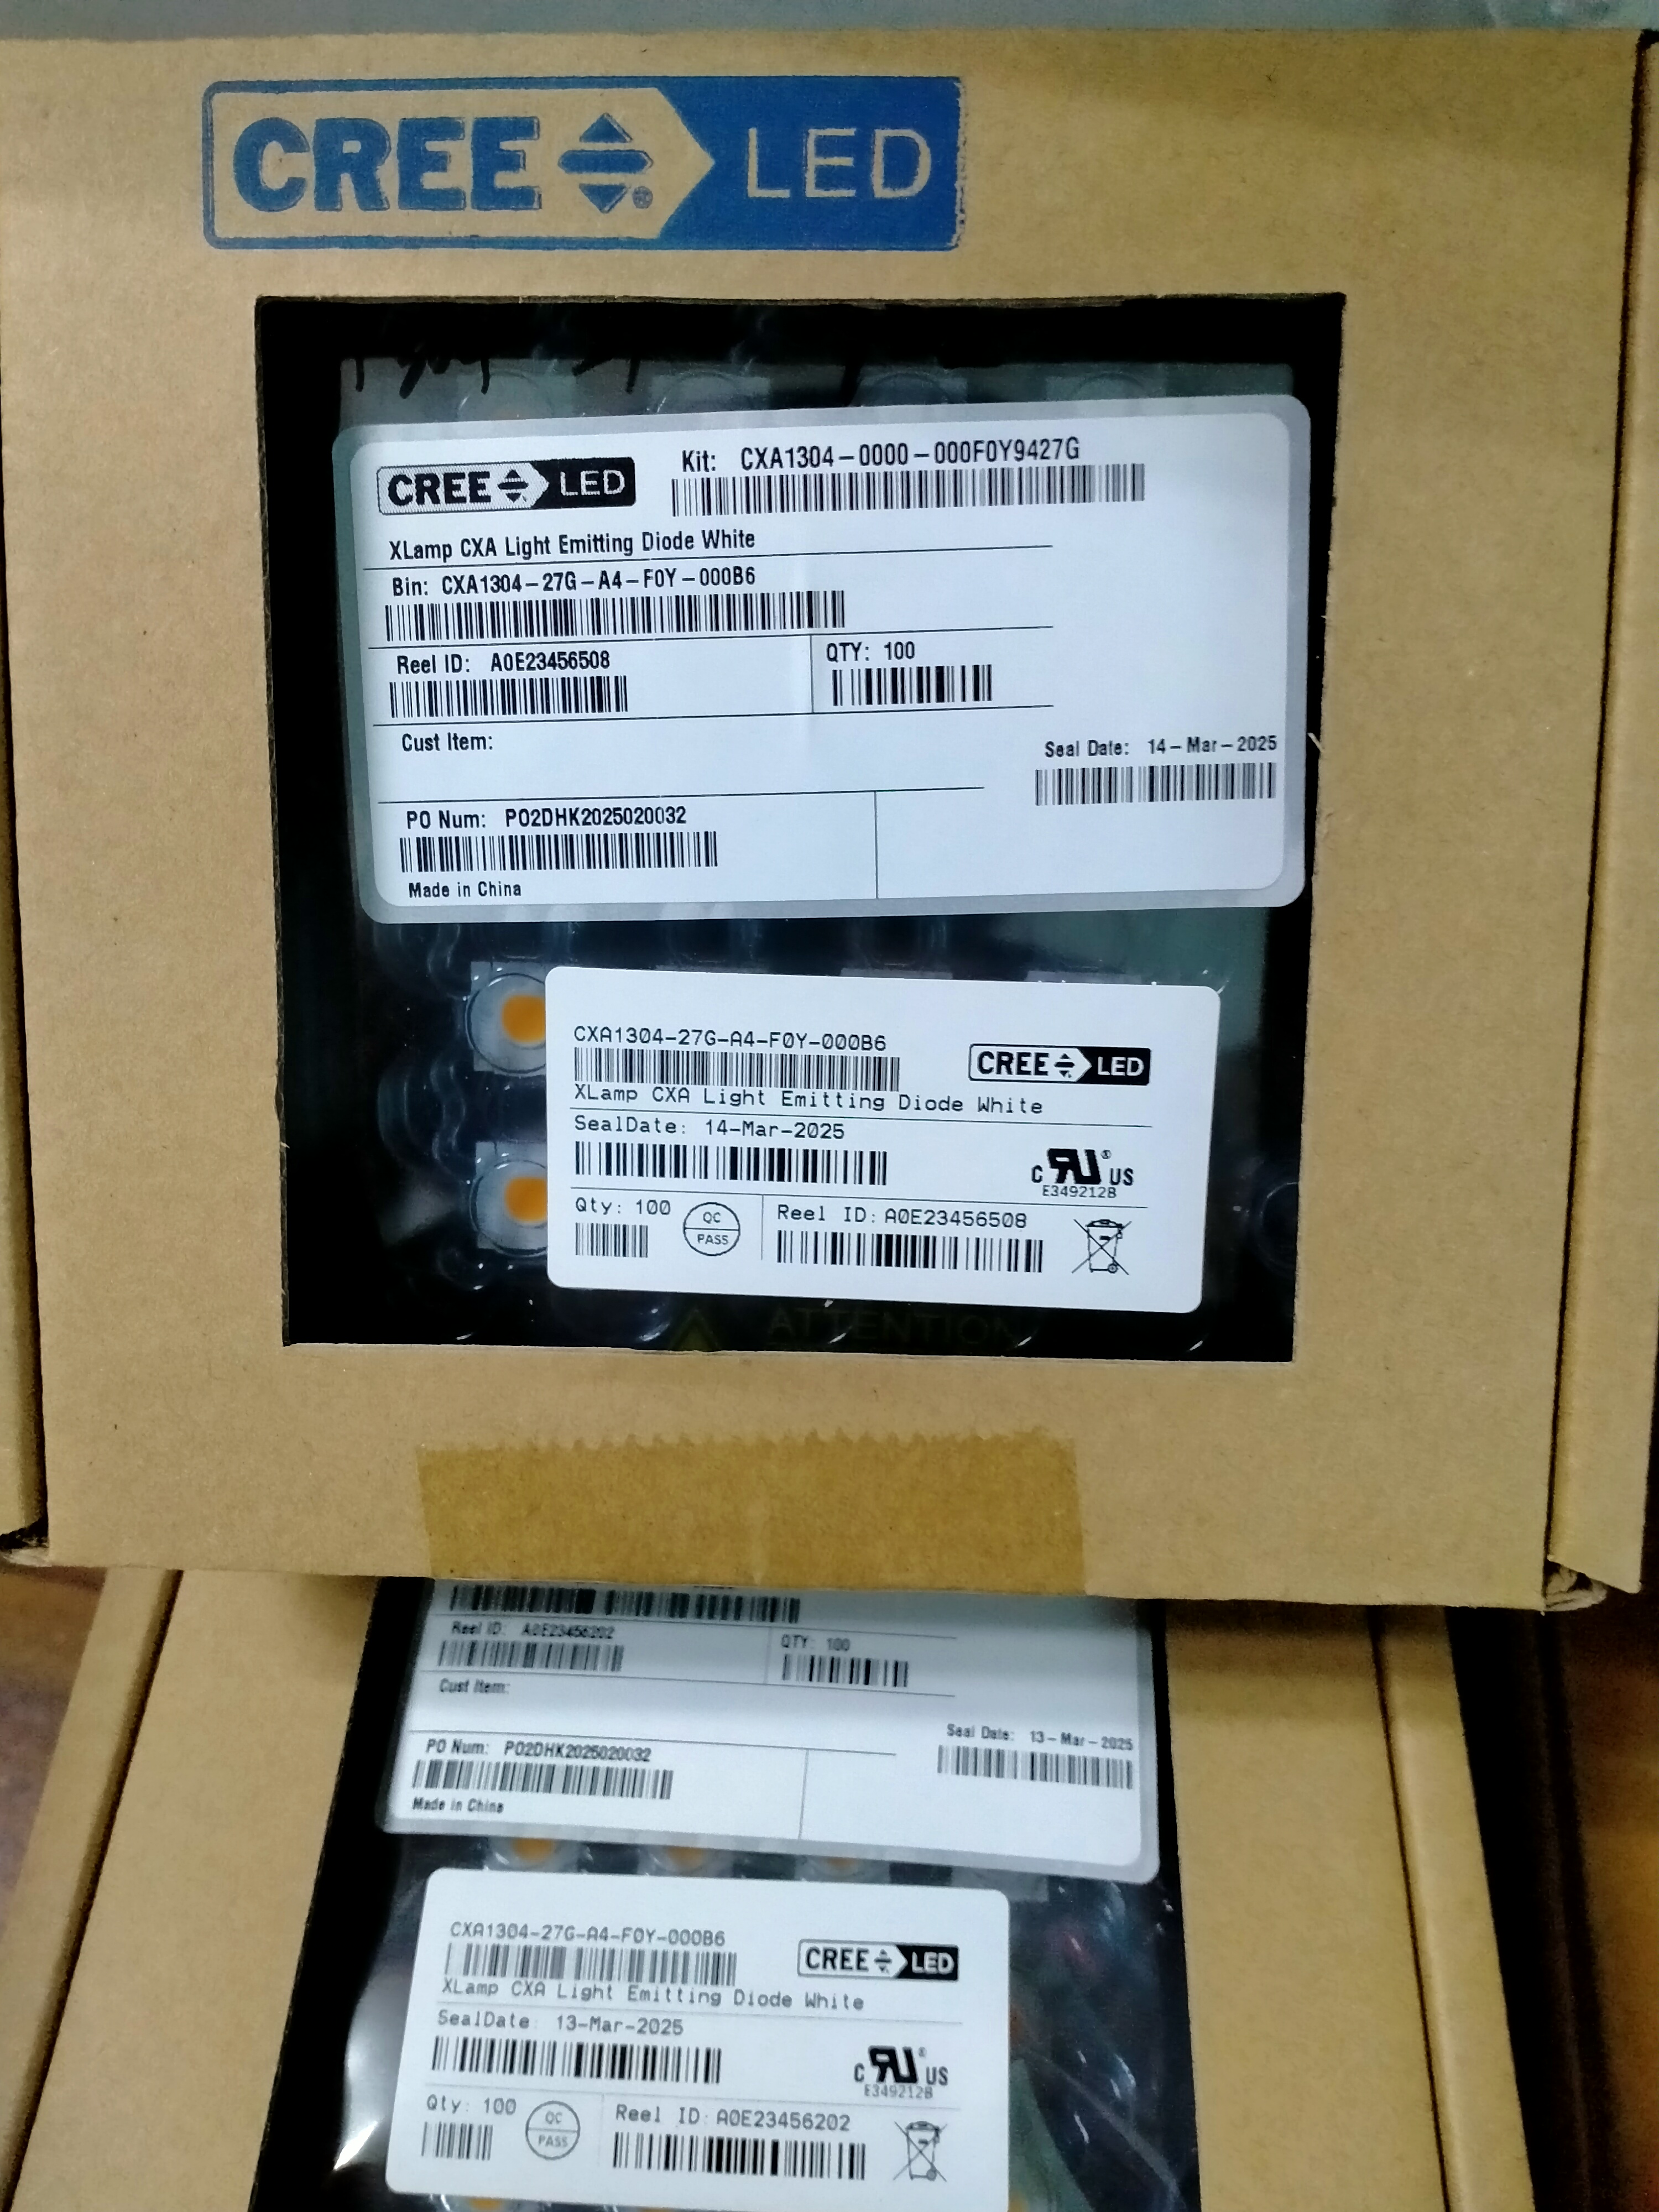 CREE LED
Kit: CXA1304-0000-000F0Y9427G
CREE LED
XLamp CXA Light Emitting Diode White
Bin: CXA1304-27G-A4-F0Y-000B6
Reel ID: A0E23456508
QTY: 100
Cust Item:
Seal Date: 14-Mar-2025
PO Num: PO2DHK2025020032
Made in China
CXA1304-27G-A4-F0Y-000B6
CREE LED
XLamp CXA Light Emitting Diode White
SealDate: 14-Mar-2025
C RU ® US
E349212B
Qty: 100
QC
PASS
Reel ID: A0E23456508
ATTENTION
Reel ID: A0E23456202
QTY: 100
Cust Item:
Seal Date: 13-Mar-2025
PO Num: PO2DHK2025020032
Made in China
CXA1304-27G-A4-F0Y-000B6
CREE LED
XLamp CXA Light Emitting Diode White
SealDate: 13-Mar-2025
C RU ® US
E349212B
Qty: 100
QC
PASS
Reel ID: A0E23456202